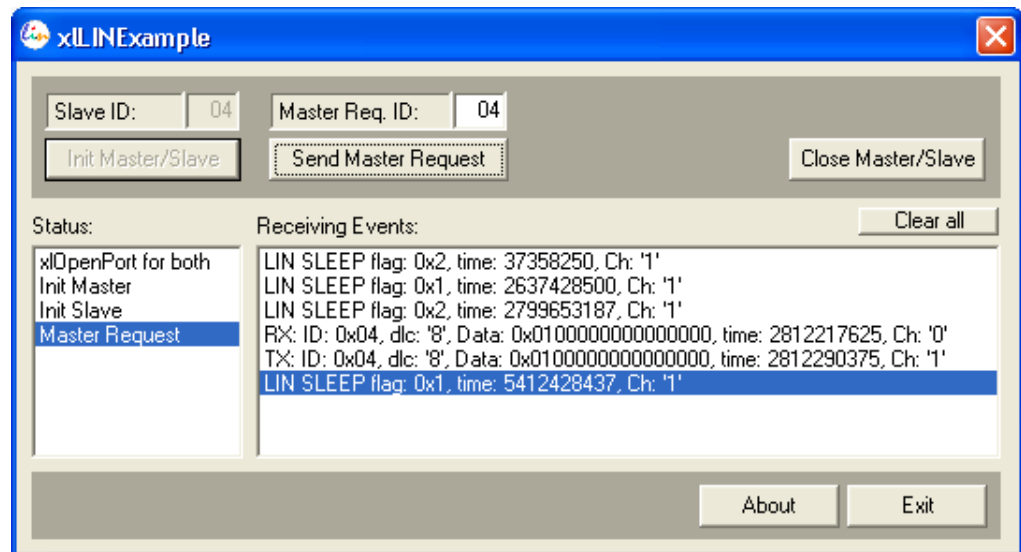 xlLINExample
Slave ID: 04 Master Req. ID: 04
Init Master/Slave Send Master Request Close Master/Slave
Status: Receiving Events: Clear all
xlOpenPort for both
Init Master
Init Slave
Master Request
LIN SLEEP flag: 0x2, time: 37358250, Ch: '1'
LIN SLEEP flag: 0x1, time: 2637428500, Ch: '1'
LIN SLEEP flag: 0x2, time: 2799653187, Ch: '1'
RX: ID: 0x04, dlc: '8', Data: 0x0100000000000000, time: 2812217625, Ch: '0'
TX: ID: 0x04, dlc: '8', Data: 0x0100000000000000, time: 2812290375, Ch: '1'
LIN SLEEP flag: 0x1, time: 5412428437, Ch: '1'
About Exit